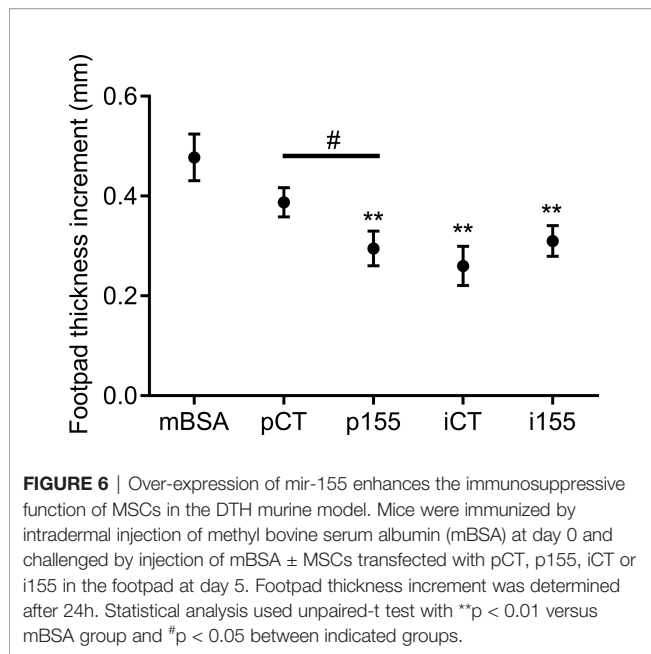 Footpad thickness increment (mm)
0.6
0.4
0.2
0.0
#
**
**
**
mBSA pCT p155 iCT i155
FIGURE 6 | Over-expression of mir-155 enhances the immunosuppressive
function of MSCs in the DTH murine model. Mice were immunized by
intradermal injection of methyl bovine serum albumin (mBSA) at day 0 and
challenged by injection of mBSA ± MSCs transfected with pCT, p155, iCT or
i155 in the footpad at day 5. Footpad thickness increment was determined
after 24h. Statistical analysis used unpaired-t test with **p < 0.01 versus
mBSA group and #p < 0.05 between indicated groups.